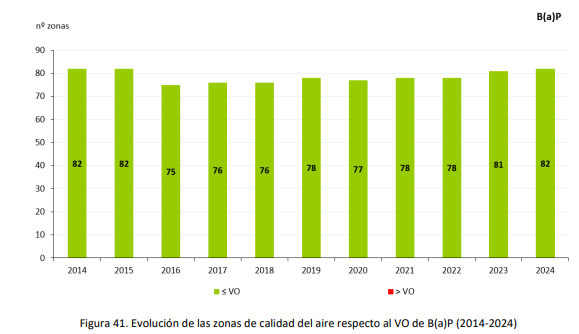 B(a)P
nº zonas
90
80
70
60
50
40
30
20
10
0
82 82 75 76 76 78 77 78 78 81 82
2014 2015 2016 2017 2018 2019 2020 2021 2022 2023 2024
≤ VO > VO
Figura 41. Evolución de las zonas de calidad del aire respecto al VO de B(a)P (2014-2024)